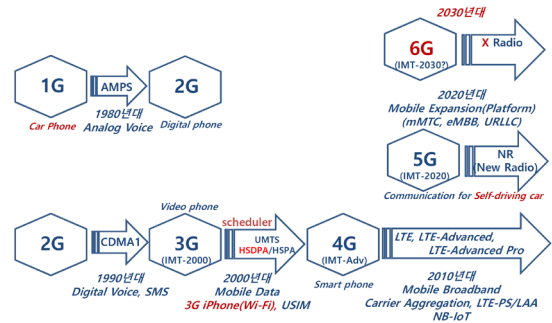 2030년대
6G
(IMT-2030?)
X Radio
1G
AMPS
2G
Car Phone
1980년대
Analog Voice
Digital phone
2020년대
Mobile Expansion(Platform)
(mMTC, eMBB, URLLC)
5G
(IMT-2020)
NR
(New Radio)
Communication for Self-driving car
Video phone
2G
CDMA1
3G
(IMT-2000)
scheduler
UMTS
HSDPA/HSPA
4G
(IMT-Adv)
LTE, LTE-Advanced,
LTE-Advanced Pro
1990년대
Digital Voice, SMS
2000년대
Mobile Data
3G iPhone(Wi-Fi), USIM
Smart phone
2010년대
Mobile Broadband
Carrier Aggregation, LTE-PS/LAA
NB-IoT